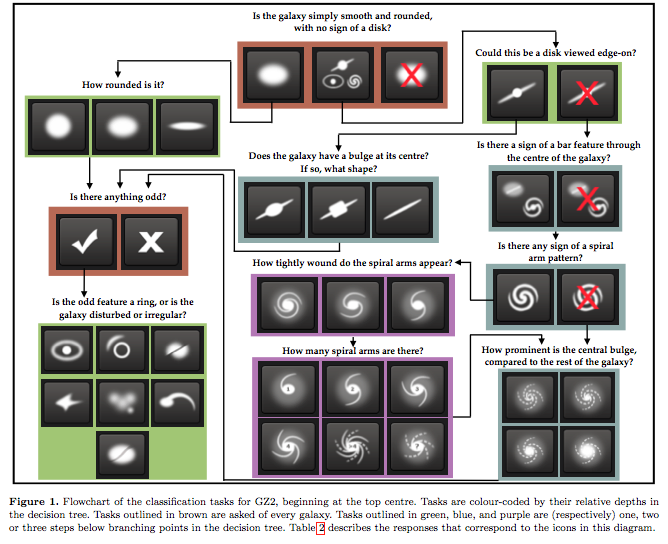 Is the galaxy simply smooth and rounded,
with no sign of a disk?
Could this be a disk viewed edge-on?
How rounded is it?
Is there a sign of a bar feature through
the centre of the galaxy?
Does the galaxy have a bulge at its centre?
If so, what shape?
Is there anything odd?
Is there any sign of a spiral
arm pattern?
How tightly wound do the spiral arms appear?
Is the odd feature a ring, or is the
galaxy disturbed or irregular?
How many spiral arms are there?
How prominent is the central bulge,
compared to the rest of the galaxy?
1
2
3
4
?
Figure 1. Flowchart of the classification tasks for GZ2, beginning at the top centre. Tasks are colour-coded by their relative depths in
the decision tree. Tasks outlined in brown are asked of every galaxy. Tasks outlined in green, blue, and purple are (respectively) one, two
or three steps below branching points in the decision tree. Table 2 describes the responses that correspond to the icons in this diagram.